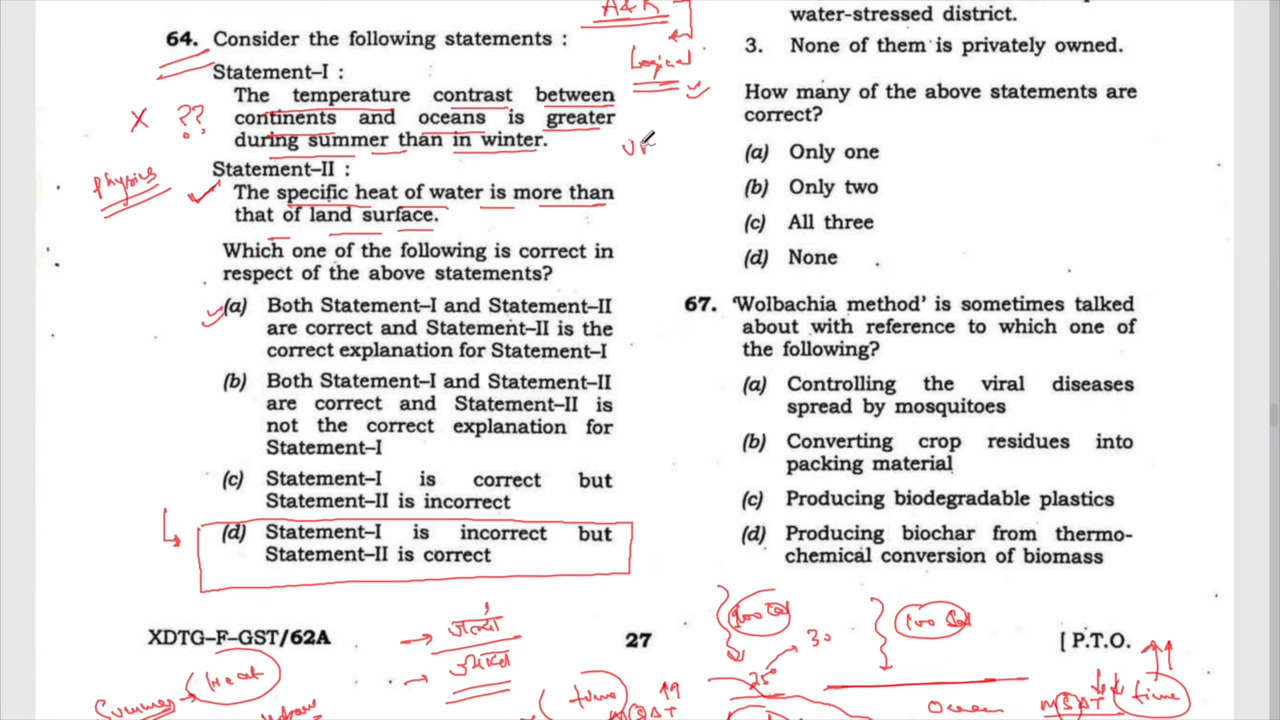 A & R
64. Consider the following statements :
Statement–I :
The temperature contrast between
continents and oceans is greater
during summer than in winter.
Statement–II :
The specific heat of water is more than
that of land surface.
Which one of the following is correct in
respect of the above statements?
(a) Both Statement–I and Statement–II
are correct and Statement–II is the
correct explanation for Statement–I
(b) Both Statement–I and Statement–II
are correct and Statement–II is
not the correct explanation for
Statement–I
(c) Statement–I is correct but
Statement–II is incorrect
(d) Statement–I is incorrect but
Statement–II is correct
Logical
X ??
Physics
water-stressed district.
3. None of them is privately owned.
How many of the above statements are
correct?
(a) Only one
(b) Only two
(c) All three
(d) None
67. ‘Wolbachia method’ is sometimes talked
about with reference to which one of
the following?
(a) Controlling the viral diseases
spread by mosquitoes
(b) Converting crop residues into
packing material
(c) Producing biodegradable plastics
(d) Producing biochar from thermo-
chemical conversion of biomass
XDTG–F–GST/62A
27
[ P.T.O.
Summer → Heat
time
25° 30
Ocean
MSΔT
time
MSΔT